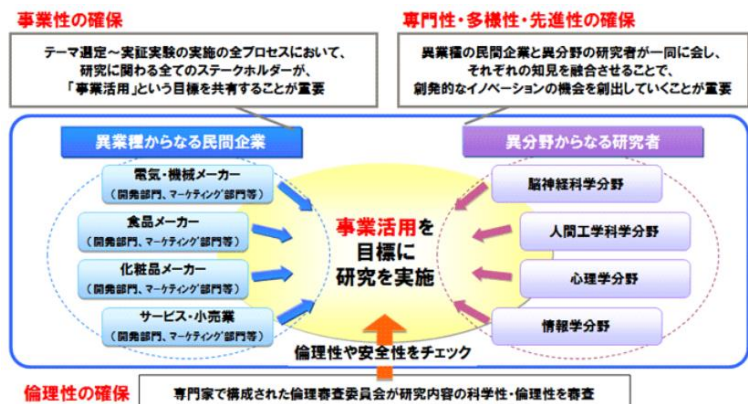 事業性の確保
専門性・多様性・先進性の確保
テーマ選定～実証実験の実施の全プロセスにおいて、
研究に関わる全てのステークホルダーが、
「事業活用」という目標を共有することが重要
異業種の民間企業と異分野の研究者が一同に会し、
それぞれの知見を融合させることで、
創発的なイノベーションの機会を創出していくことが重要
異業種からなる民間企業
電気・機械メーカー
（開発部門、マーケティング部門等）
食品メーカー
（開発部門、マーケティング部門等）
化粧品メーカー
（開発部門、マーケティング部門等）
サービス・小売業
（開発部門、マーケティング部門等）
事業活用を
目標に
研究を実施
異分野からなる研究者
脳神経科学分野
人間工学科学分野
心理学分野
情報学分野
倫理性や安全性をチェック
倫理性の確保
専門家で構成された倫理審査委員会が研究内容の科学性・倫理性を審査